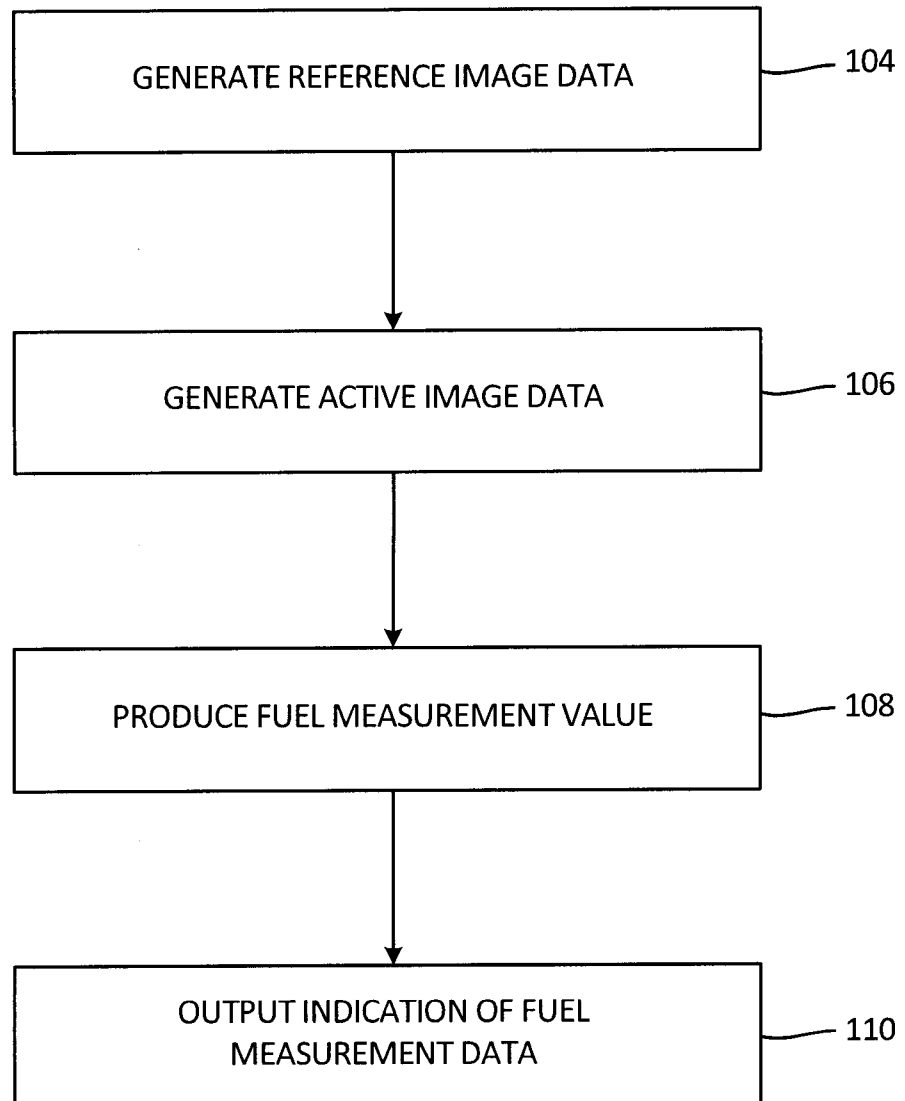 GENERATE REFERENCE IMAGE DATA
104
GENERATE ACTIVE IMAGE DATA
106
PRODUCE FUEL MEASUREMENT VALUE
108
OUTPUT INDICATION OF FUEL
MEASUREMENT DATA
110